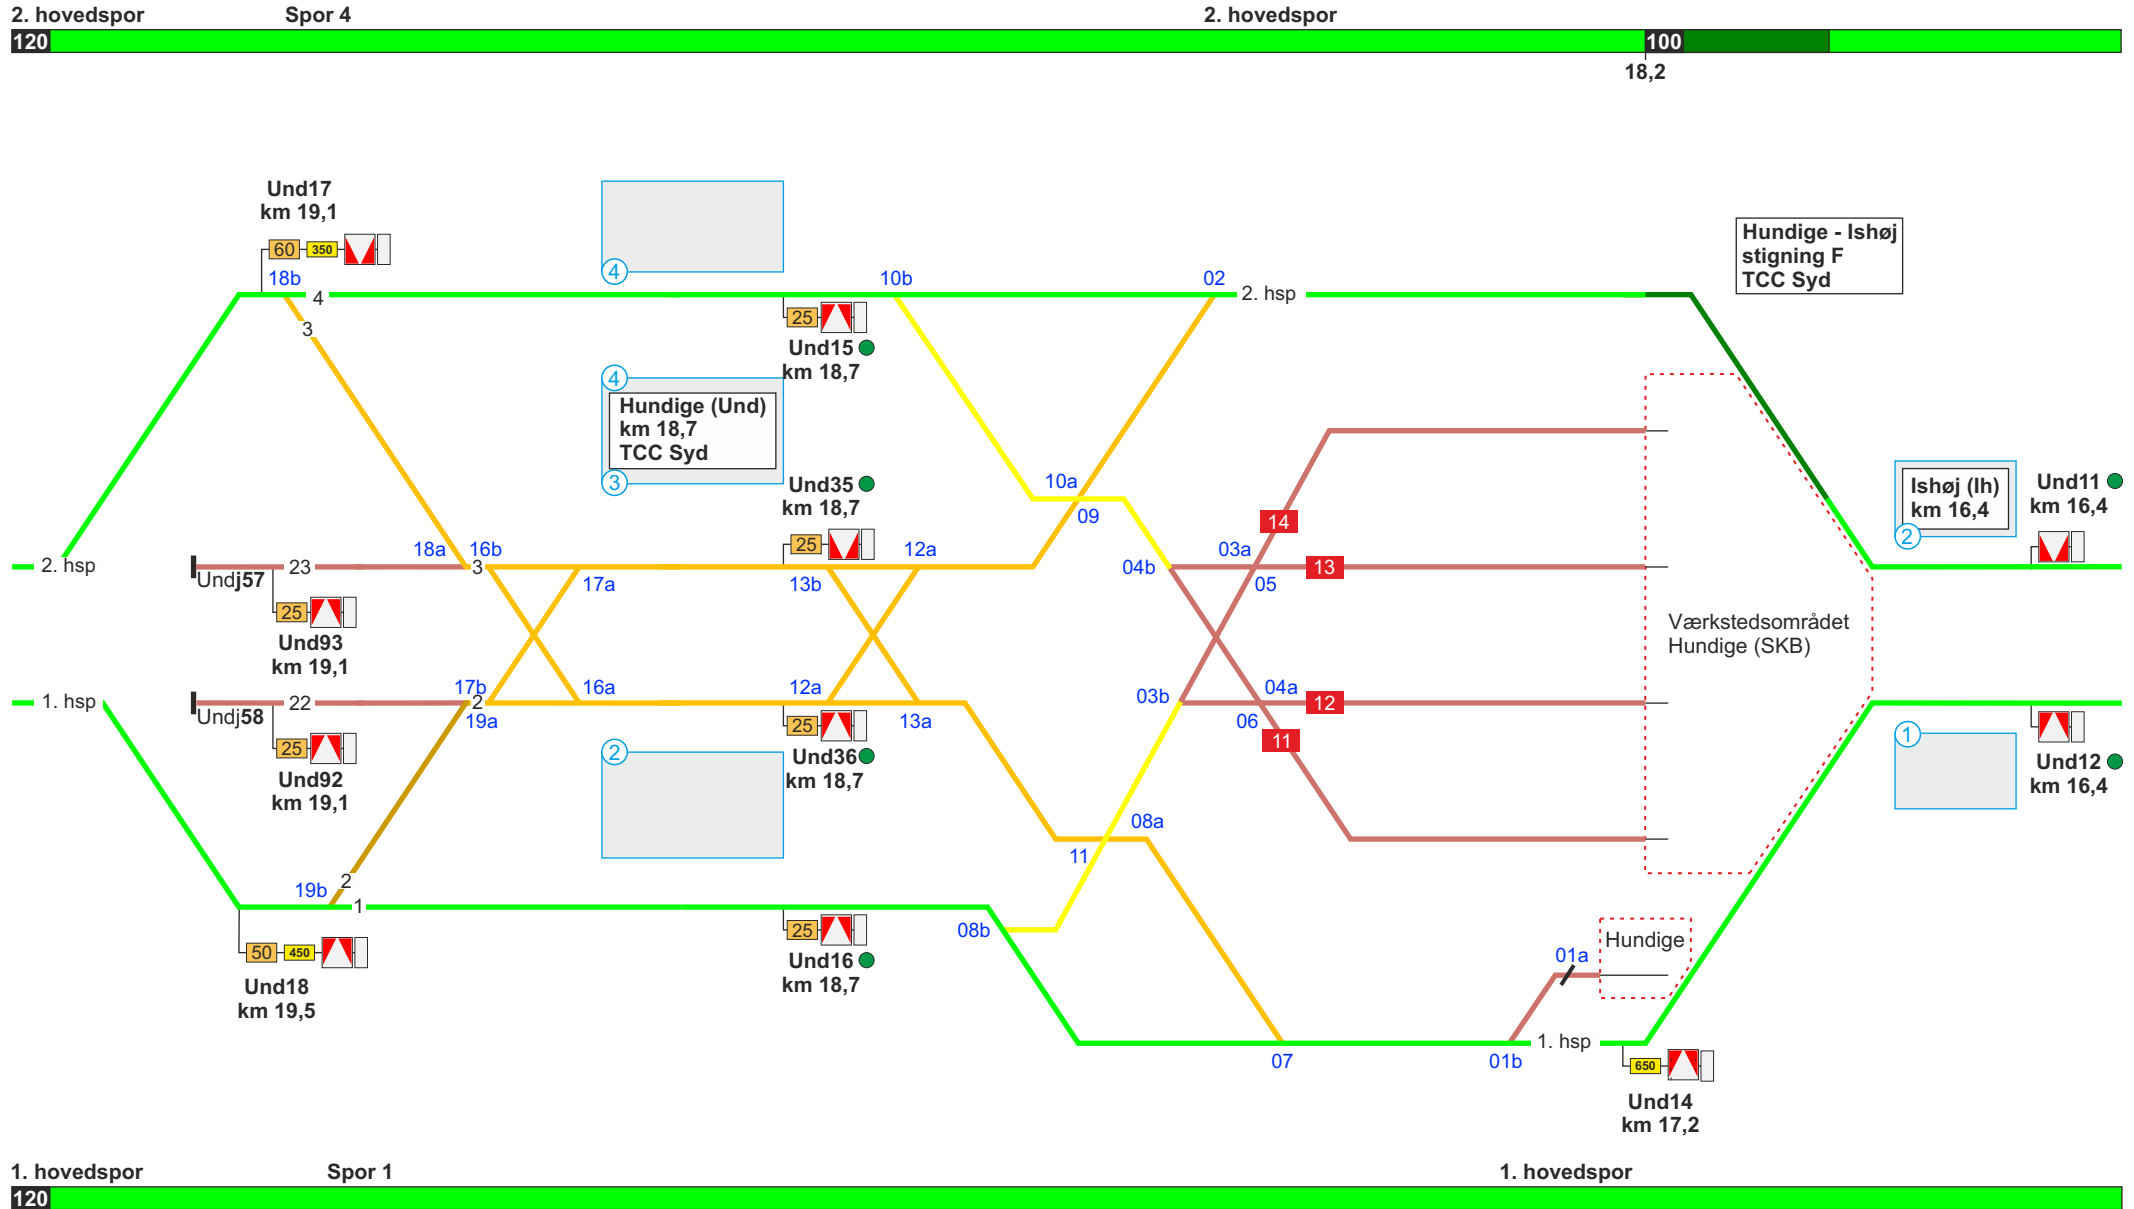 2. hovedspor
Spor 4
2. hovedspor
120
100
18,2
Und17
km 19,1
60
350
18b
4
3
4
10b
02
2. hsp
Hundige - Ishøj
stigning F
TCC Syd
25
Und15
km 18,7
4
Hundige (Und)
km 18,7
TCC Syd
3
Und35
km 18,7
25
10a
09
14
Ishøj (Ih)
km 16,4
2
Und11
km 16,4
2. hsp
Undj57
23
18a
16b
3
17a
13b
12a
04b
03a
05
13
25
Und93
km 19,1
Værkstedsområdet
Hundige (SKB)
1. hsp
Undj58
22
17b
2
19a
16a
12a
13a
03b
04a
06
12
11
25
Und92
km 19,1
25
Und36
km 18,7
2
1
Und12
km 16,4
08a
11
19b
2
1
08b
25
Und16
km 18,7
50
450
Und18
km 19,5
Hundige
01a
07
01b
1. hsp
650
Und14
km 17,2
1. hovedspor
Spor 1
1. hovedspor
120